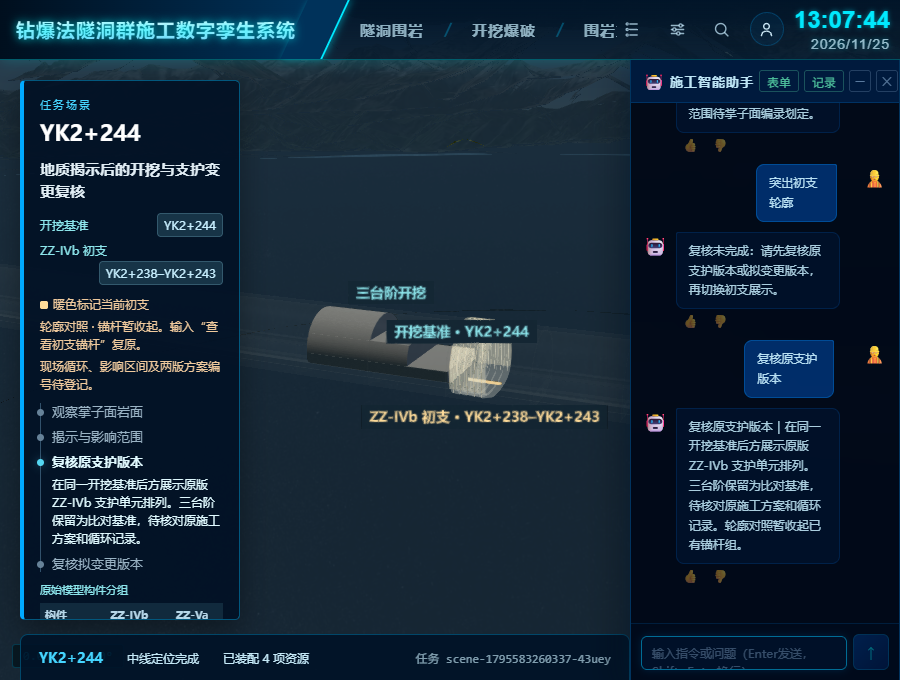 钻爆法隧洞群施工数字孪生系统
隧洞围岩 / 开挖爆破 / 围岩
13:07:44
2026/11/25
任务场景
YK2+244
地质揭示后的开挖与支护变
更复核
开挖基准 YK2+244
ZZ-IVb 初支
YK2+238–YK2+243
暖色标记当前初支
轮廓对照 · 锚杆暂收起。输入“查
看初支锚杆”复原。
现场循环、影响区间及两版方案编
号待登记。
观察掌子面岩面
揭示与影响范围
复核原支护版本
在同一开挖基准后方展示原版
ZZ-IVb 支护单元排列。三台阶
保留为比对基准，待核对原施工
方案和循环记录。
复核拟变更版本
原始模型构件分组
构件 ZZ-IVb ZZ-Va
三台阶开挖
开挖基准 · YK2+244
ZZ-IVb 初支 · YK2+238–YK2+243
施工智能助手 表单 记录
范围待掌子面编录划定。
突出初支
轮廓
复核未完成：请先复核原
支护版本或拟变更版本，
再切换初支展示。
复核原支护
版本
复核原支护版本 | 在同一
开挖基准后方展示原版
ZZ-IVb 支护单元排列。
三台阶保留为比对基准，
待核对原施工方案和循环
记录。轮廓对照暂收起已
有锚杆组。
输入指令或问题（Enter发送，
YK2+244 中线定位完成 已装配 4 项资源 任务 scene-1795583260337-43uey